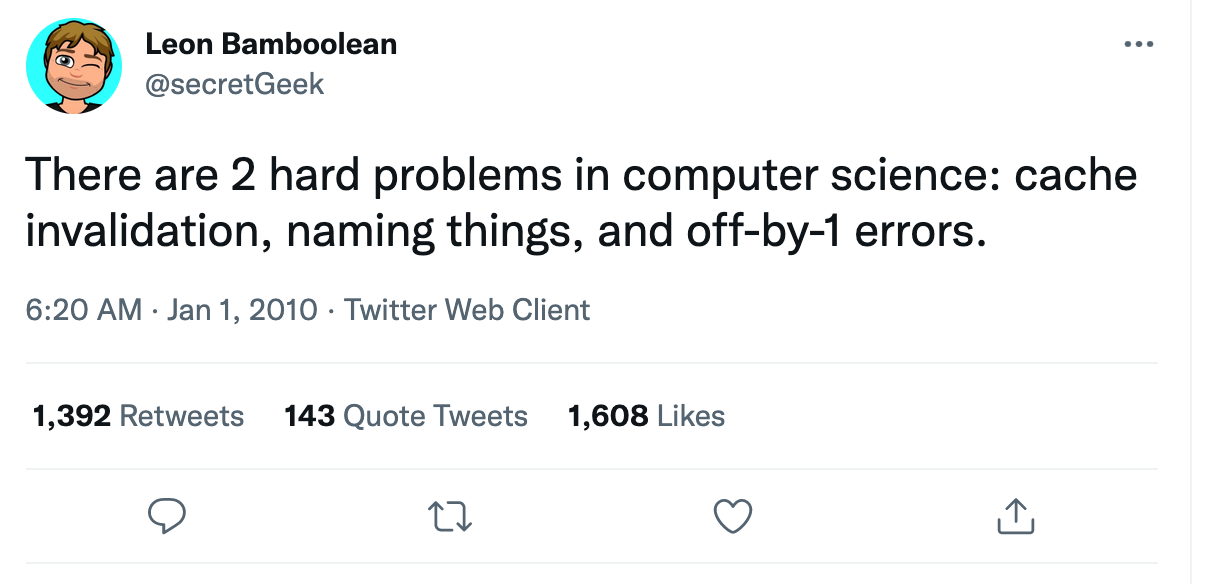 Leon Bamboolean
@secretGeek
There are 2 hard problems in computer science: cache
invalidation, naming things, and off-by-1 errors.
6:20 AM · Jan 1, 2010 · Twitter Web Client
1,392 Retweets 143 Quote Tweets 1,608 Likes